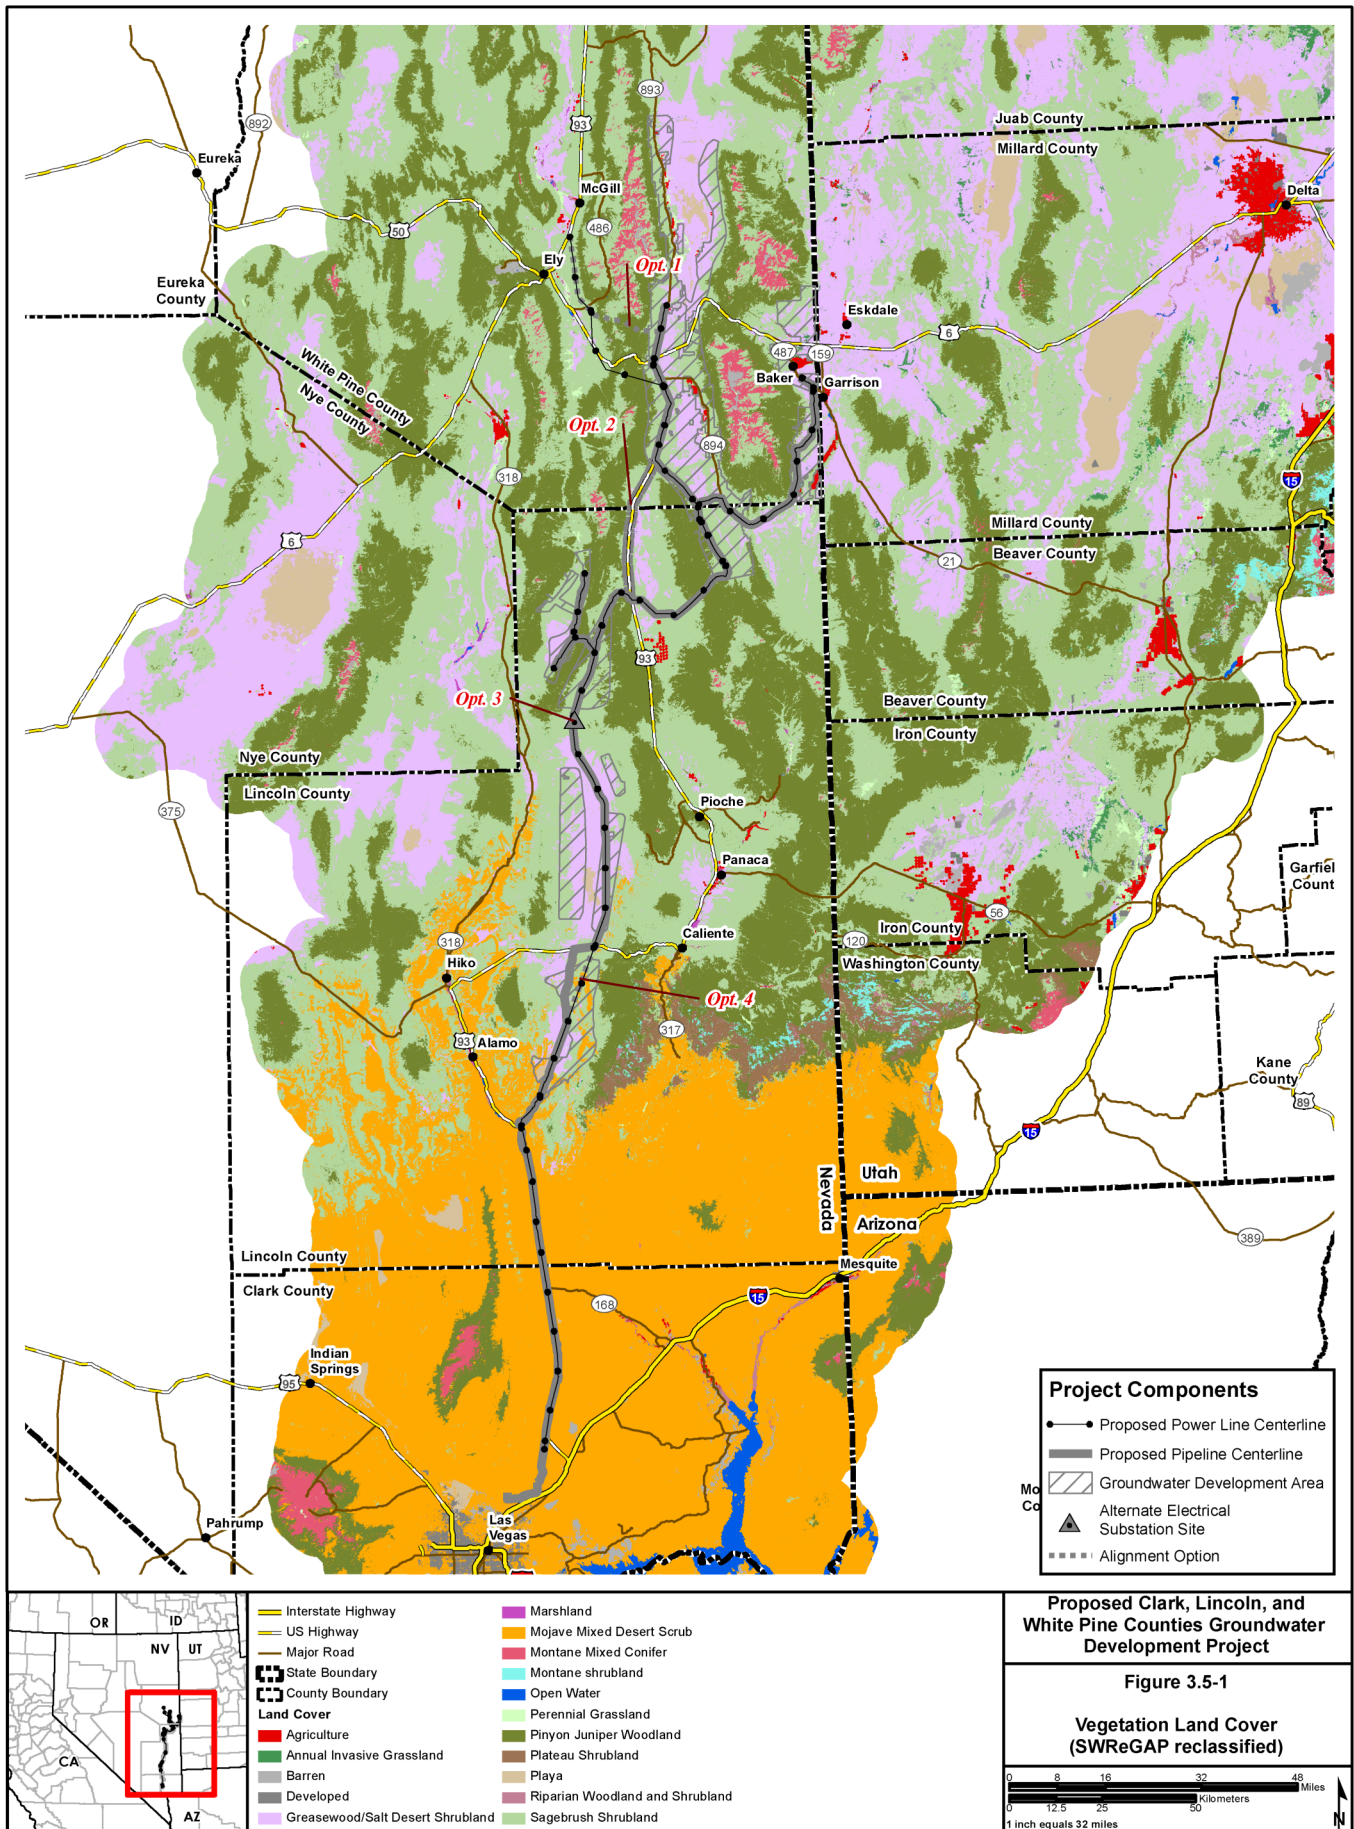 893
93
892
Juab County
Millard County
Eureka
McGill
Delta
486
50
Ely
Opt. 1
Eureka
County
Eskdale
6
White Pine County
Nye County
487
159
Baker
Garrison
Opt. 2
894
318
15
6
Millard County
Beaver County
21
93
Opt. 3
Beaver County
Iron County
Nye County
Lincoln County
375
Pioche
Panaca
Garfiel
Count
56
318
Caliente
120
Iron County
Washington County
Hiko
Opt. 4
317
93
Alamo
Kane
County
89
15
Nevada
Utah
Arizona
389
Lincoln County
Clark County
Mesquite
15
168
Indian
Springs
95
Mo
Co
Pahrump
Las
Vegas
Project Components
Proposed Power Line Centerline
Proposed Pipeline Centerline
Groundwater Development Area
Alternate Electrical
Substation Site
Alignment Option
OR
ID
NV
UT
CA
AZ
Interstate Highway
US Highway
Major Road
State Boundary
County Boundary
Land Cover
Agriculture
Annual Invasive Grassland
Barren
Developed
Greasewood/Salt Desert Shrubland
Marshland
Mojave Mixed Desert Scrub
Montane Mixed Conifer
Montane shrubland
Open Water
Perennial Grassland
Pinyon Juniper Woodland
Plateau Shrubland
Playa
Riparian Woodland and Shrubland
Sagebrush Shrubland
Proposed Clark, Lincoln, and
White Pine Counties Groundwater
Development Project
Figure 3.5-1
Vegetation Land Cover
(SWReGAP reclassified)
0 8 16 32 48
Miles
Kilometers
0 12.5 25 50
1 inch equals 32 miles
N